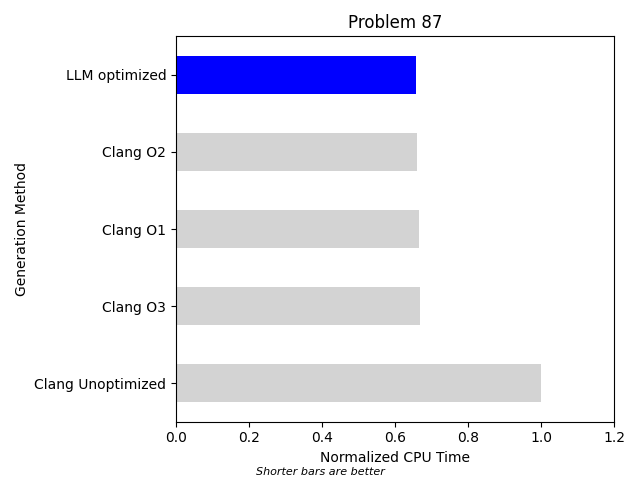 Problem 87
Generation Method
LLM optimized
Clang O2
Clang O1
Clang O3
Clang Unoptimized
0.0 0.2 0.4 0.6 0.8 1.0 1.2
Normalized CPU Time
Shorter bars are better